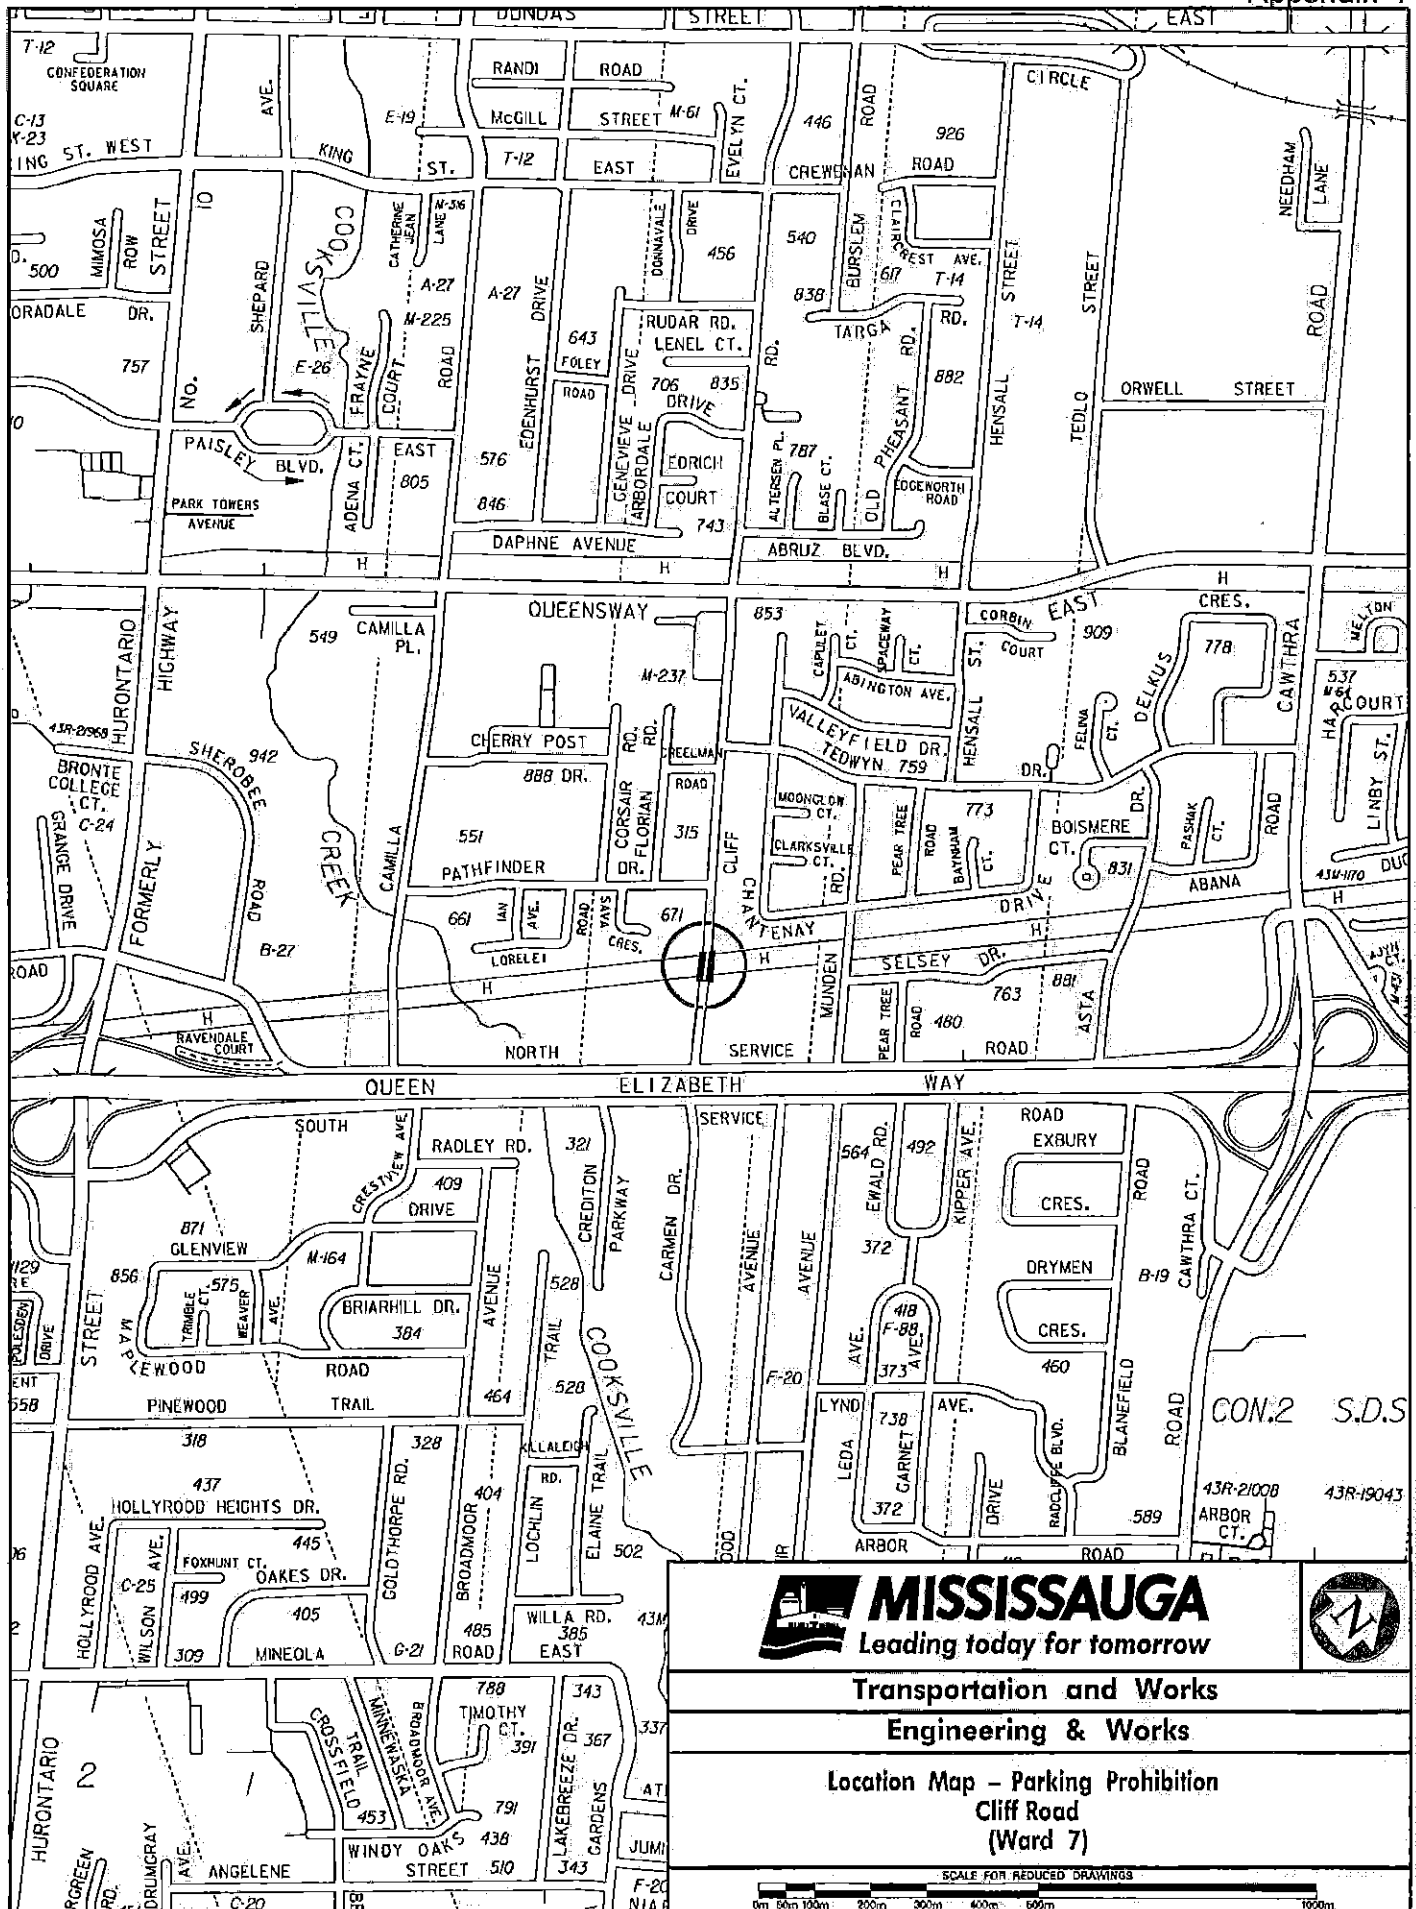 DUNDAS STREET EAST
T-12
CONFEDERATION
SQUARE
AVE.
RANDI ROAD
CIRCLE
E-19
McGILL STREET
M-61
EVELYN CT.
446
ROAD
926
C-13
X-23
ST. WEST
KING
ST.
T-12
EAST
CREWENAN ROAD
NEEDHAM
LANE
MIMOSA
ROW
STREET
10
COOKSVILLE
CATHERINE
JEAN
LANE
M-316
DONNAVALE
DRIVE
456
540
BURSLEM
CLAIRCREST AVE.
617
T-14
STREET
STREET
500
SHEPARD
A-27
A-27
DRIVE
838
TARGA
RD.
T-14
ROAD
DR.
M-225
643
RUDAR RD.
LENEL CT.
RD.
RD.
757
E-26
FRAYNE
COURT
ROAD
FOLEY
ROAD
DRIVE
706
835
DRIVE
882
ORWELL STREET
No.
EDENHURST
GENEVIEVE
ARBORDALE
HENSALL
TEDLO
PAISLEY
BLVD.
ADENA CT.
EAST
805
576
846
EDRICH
COURT
743
ALTERSEN PL.
787
BLASE CT.
OLD
PHEASANT
EDGEWORTH
ROAD
PARK TOWERS
AVENUE
DAPHNE AVENUE
ABRUZ BLVD.
H
H
H
H
QUEENSWAY
EAST
HURONTARIO
HIGHWAY
549
CAMILLA
PL.
853
CAPULET
CT.
SPACEWAY
CT.
CORBIN
COURT
909
CRES.
778
CAWTHRA
MELTON
M-237
ABINGTON AVE.
HENSALL
ST.
DELKUS
537
M-64
COURT
43R-21968
SHEROBEE
942
CHERRY POST
888 DR.
RD.
RD.
CREELMAN
ROAD
VALLEYFIELD DR.
TEDWYN 759
DR.
FELINA
CT.
BRONTE
COLLEGE
CT.
C-24
551
CORSAIR
DR.
FLORIAN
315
MOONGLOW
CT.
PEAR TREE
ROAD
773
BOISMERE
CT.
DR.
PASHAK
CT.
ROAD
LINBY ST.
GRANGE DRIVE
FORMERLY
ROAD
CREEK
CAMILLA
PATHFINDER
CLIFF
CLARKSVILLE
CT.
RD.
BAYNHAM
CT.
831
ABANA
43M-1170
B-27
661
IAN
AVE.
ROAD
SAVA
CRES.
671
CHANTENAY
DRIVE
H
LORELEI
H
MUNDEN
SELSEY DR.
H
ROAD
H
H
PEAR TREE
ROAD
480
763
881
ASTA
M-431
RAVENDALE
COURT
NORTH SERVICE ROAD
QUEEN ELIZABETH WAY
SOUTH SERVICE ROAD
CRESTVIEW AVE.
RADLEY RD.
321
564
EWALD RD.
492
KIPPER AVE.
EXBURY
ROAD
409
DRIVE
CREDITON
PARKWAY
CARMEN DR.
CRES.
CAWTHRA CT.
871
GLENVIEW
M-164
AVENUE
AVENUE
372
DRYMEN
B-19
856
575
TRIMBLE
CT.
WEAVER
AVE.
BRIARHILL DR.
384
AVENUE
528
TRAIL
COOKSVILLE
418
F-88
373
AVE.
AVE.
CRES.
460
DRIVE
STREET
MAPLEWOOD ROAD
464
528
F-20
LYND AVE.
BLANEFIELD
ROAD
CON.2 S.D.S
PINEWOOD TRAIL
318
328
RD.
738
LEDA
GARNET
RADCLIFFE BLVD.
437
HOLLYROOD HEIGHTS DR.
GOLDTHORPE RD.
404
LOCHLIN
ELAINE TRAIL
372
DRIVE
589
43R-21008
43R-19043
ARBOR
CT.
HOLLYROOD AVE.
WILSON AVE.
445
FOXHUNT CT.
OAKES DR.
C-25
499
405
BROADMOOR
502
ARBOR ROAD
309
MINEOLA
G-21
485
ROAD
WILLA RD.
385
EAST
HURONTARIO
2
CROSSFIELD
TRAIL
MINNEWASKA
BROADMOOR AVE.
788
TIMOTHY
CT.
391
343
367
LAKEBREEZE DR.
GARDENS
337
453
791
438
WINDY OAKS
STREET
510
343
AVE.
ANGELENE
C-20
MISSISSAUGA
Leading today for tomorrow
N
Transportation and Works
Engineering & Works
Location Map - Parking Prohibition
Cliff Road
(Ward 7)
SCALE FOR REDUCED DRAWINGS
0m 50m 100m 200m 300m 400m 500m 1000m